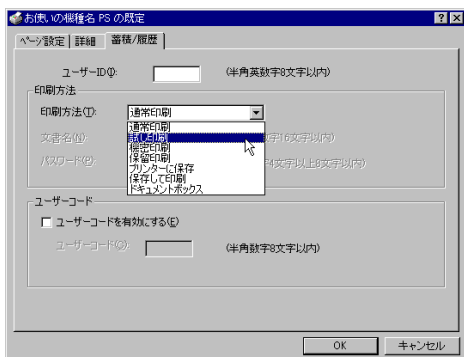 お使いの機種名 PS の既定
ページ設定 詳細 蓄積/履歴
ユーザーID(I): (半角英数字8文字以内)
印刷方法
印刷方法(T): 通常印刷
通常印刷
試し印刷
機密印刷
保留印刷
プリンターに保存
保存して印刷
ドキュメントボックス
文書名(N): 字16文字以内)
パスワード(P): 字4文字以上8文字以内)
ユーザーコード
ユーザーコードを有効にする(E)
ユーザーコード(C): (半角数字8文字以内)
OK キャンセル